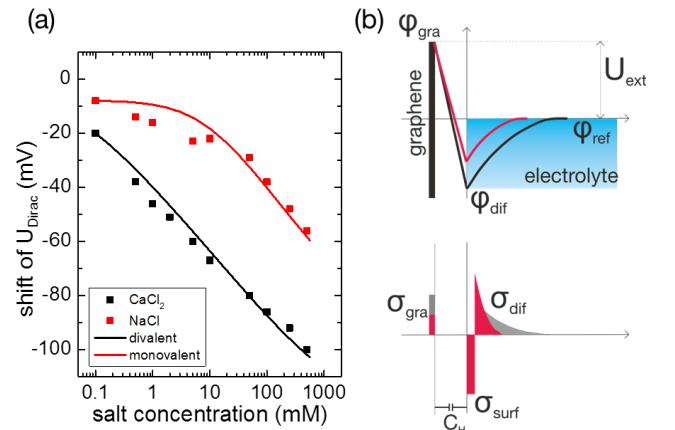 (a)
0
-20
-40
-60
-80
-100
shift of U_Dirac (mV)
CaCl₂
NaCl
divalent
monovalent
0.1 1 10 100 1000
salt concentration (mM)
(b)
φ_gra
U_ext
graphene
φ_ref
electrolyte
φ_dif
σ_gra
σ_dif
σ_surf
C_H